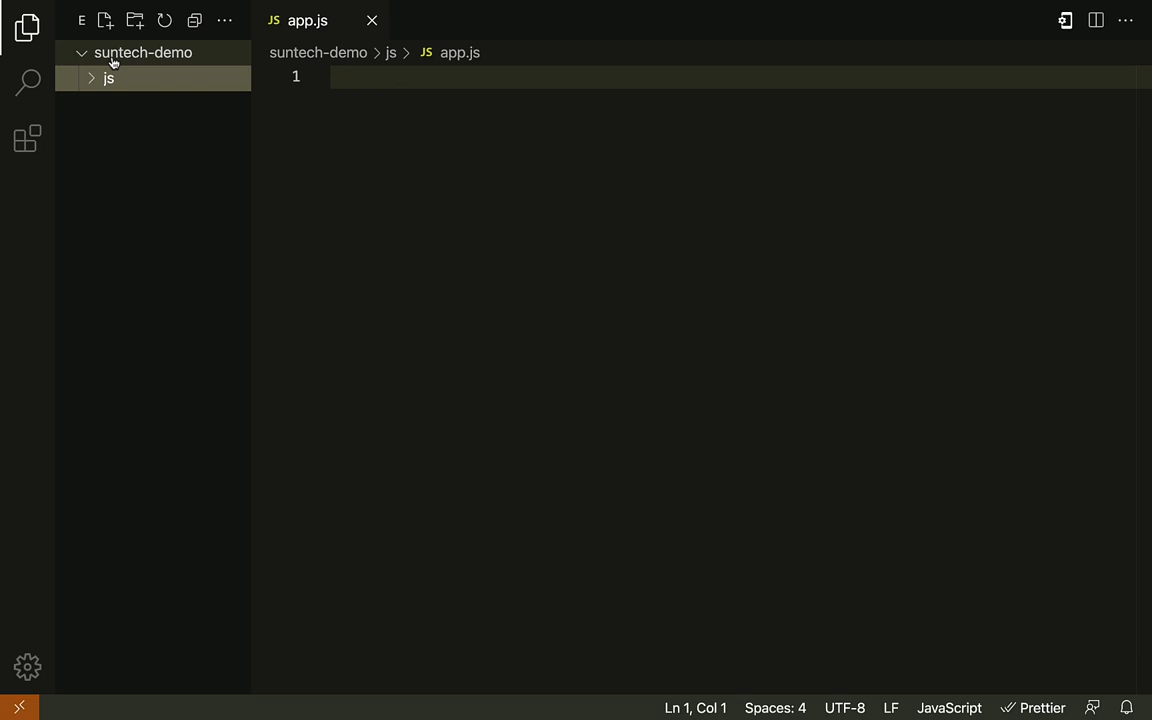 E
JS app.js
suntech-demo
suntech-demo > js > JS app.js
js
1
Ln 1, Col 1 Spaces: 4 UTF-8 LF JavaScript Prettier